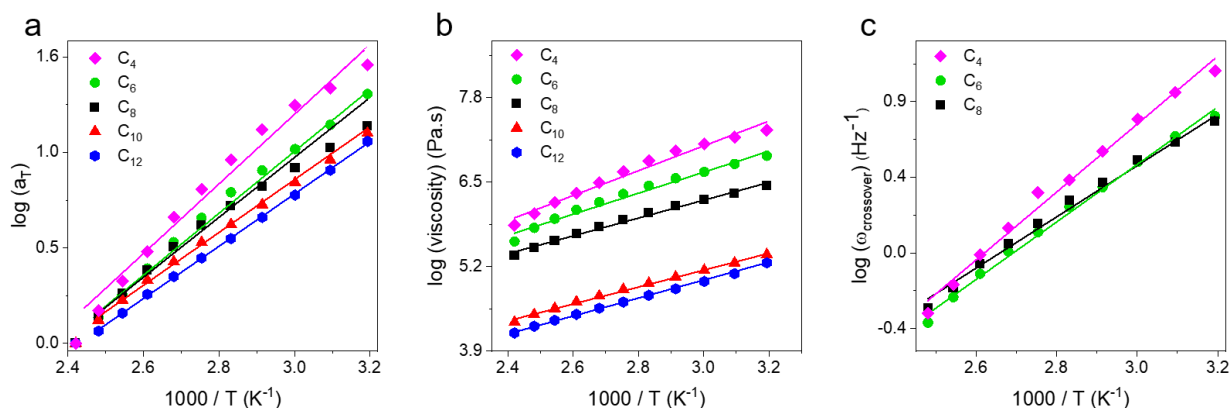 a
log (a_T)
1.6
1.0
0.5
0.0
C₄
C₆
C₈
C₁₀
C₁₂
2.4 2.6 2.8 3.0 3.2
1000 / T (K⁻¹)
b
log (viscosity) (Pa.s)
7.8
6.5
5.2
3.9
C₄
C₆
C₈
C₁₀
C₁₂
2.4 2.6 2.8 3.0 3.2
1000 / T (K⁻¹)
c
log (ω_crossover) (Hz⁻¹)
0.9
0.4
0.0
-0.4
C₄
C₆
C₈
2.6 2.8 3.0 3.2
1000 / T (K⁻¹)